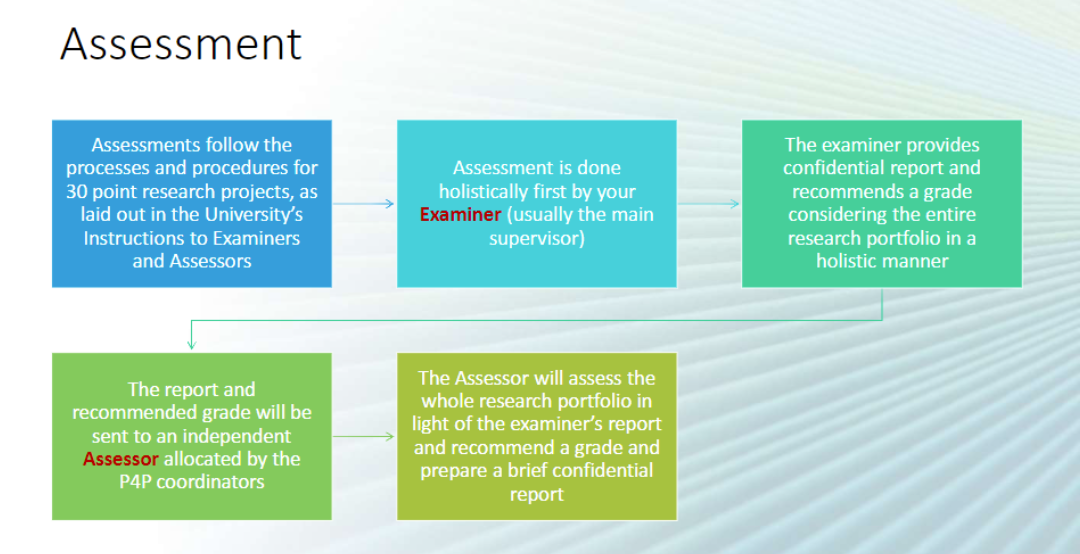 Assessment
Assessments follow the
processes and procedures for
30 point research projects, as
laid out in the University's
Instructions to Examiners
and Assessors
Assessment is done
holistically first by your
Examiner (usually the main
supervisor)
The examiner provides
confidential report and
recommends a grade
considering the entire
research portfolio in a
holistic manner
The report and
recommended grade will be
sent to an independent
Assessor allocated by the
P4P coordinators
The Assessor will assess the
whole research portfolio in
light of the examiner's report
and recommend a grade and
prepare a brief confidential
report